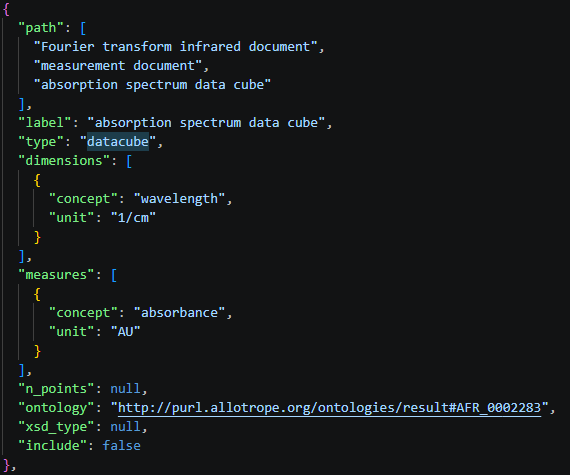 {
  "path": [
    "Fourier transform infrared document",
    "measurement document",
    "absorption spectrum data cube"
  ],
  "label": "absorption spectrum data cube",
  "type": "datacube",
  "dimensions": [
    {
      "concept": "wavelength",
      "unit": "1/cm"
    }
  ],
  "measures": [
    {
      "concept": "absorbance",
      "unit": "AU"
    }
  ],
  "n_points": null,
  "ontology": "http://purl.allotrope.org/ontologies/result#AFR_0002283",
  "xsd_type": null,
  "include": false
},